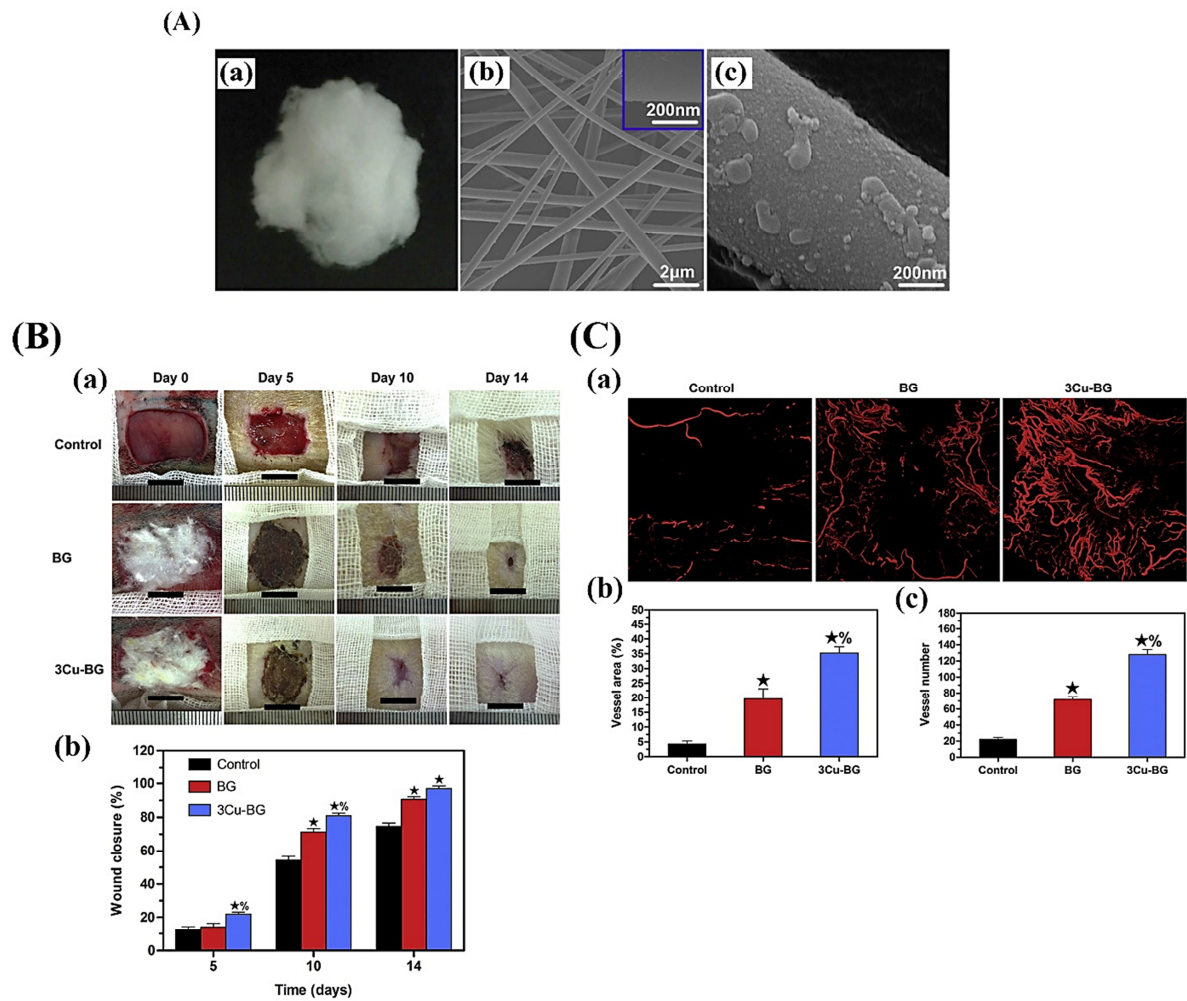 (A)
(a)
(b)
200nm
2μm
(c)
200nm
(B)
(a)
Day 0 Day 5 Day 10 Day 14
Control
BG
3Cu-BG
(b)
Wound closure (%)
120
100
80
60
40
20
0
Control
BG
3Cu-BG
★%
★
★%
★
★
5 10 14
Time (days)
(C)
(a)
Control BG 3Cu-BG
(b)
Vessel area (%)
50
45
40
35
30
25
20
15
10
5
0
★
★%
Control BG 3Cu-BG
(c)
Vessel number
180
160
140
120
100
80
60
40
20
0
★
★%
Control BG 3Cu-BG